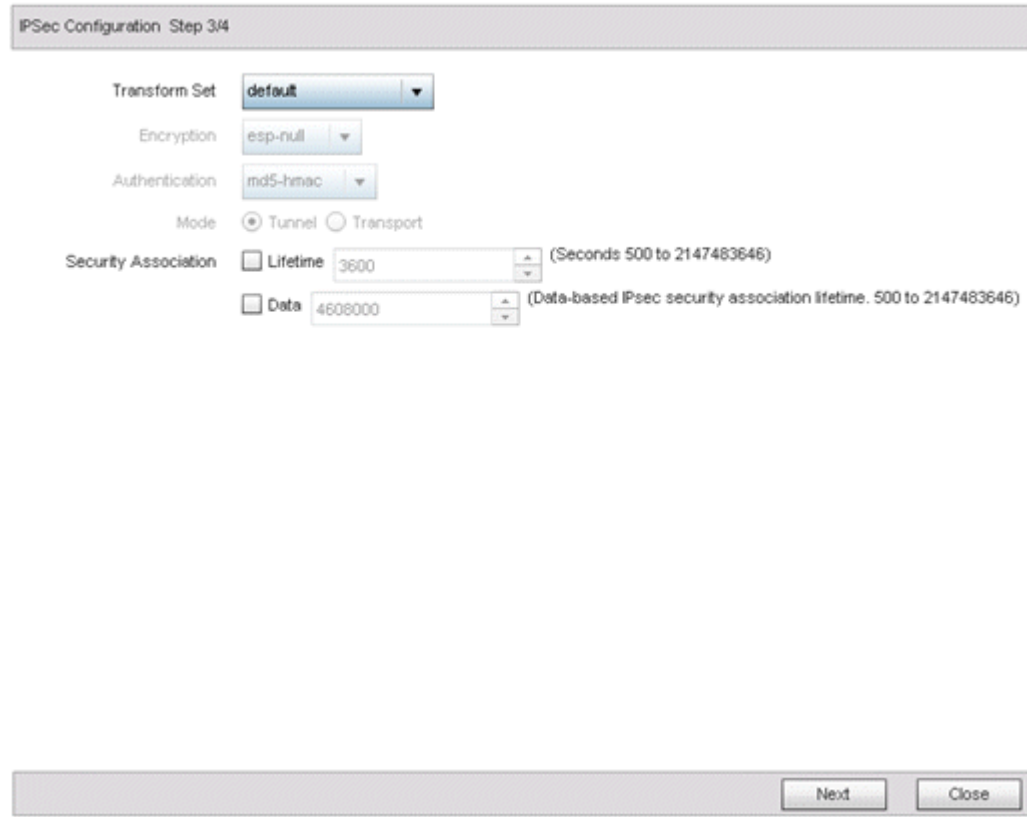 IPSec Configuration Step 3/4
Transform Set default
Encryption esp-null
Authentication md5-hmac
Mode Tunnel Transport
Security Association Lifetime 3600 (Seconds 500 to 2147483646)
Data 4608000 (Data-based IPsec security association lifetime. 500 to 2147483646)
Next Close